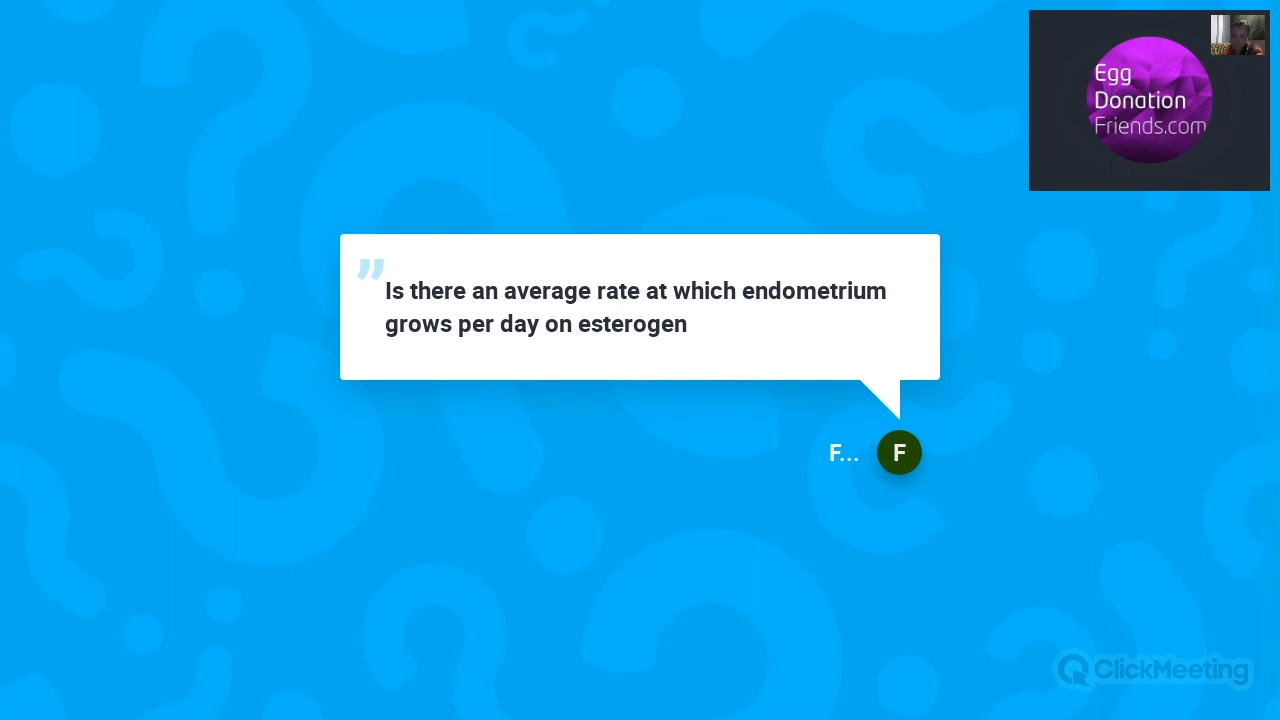 Egg
Donation
Friends.com
"
Is there an average rate at which endometrium
grows per day on esterogen
F...
F
ClickMeeting